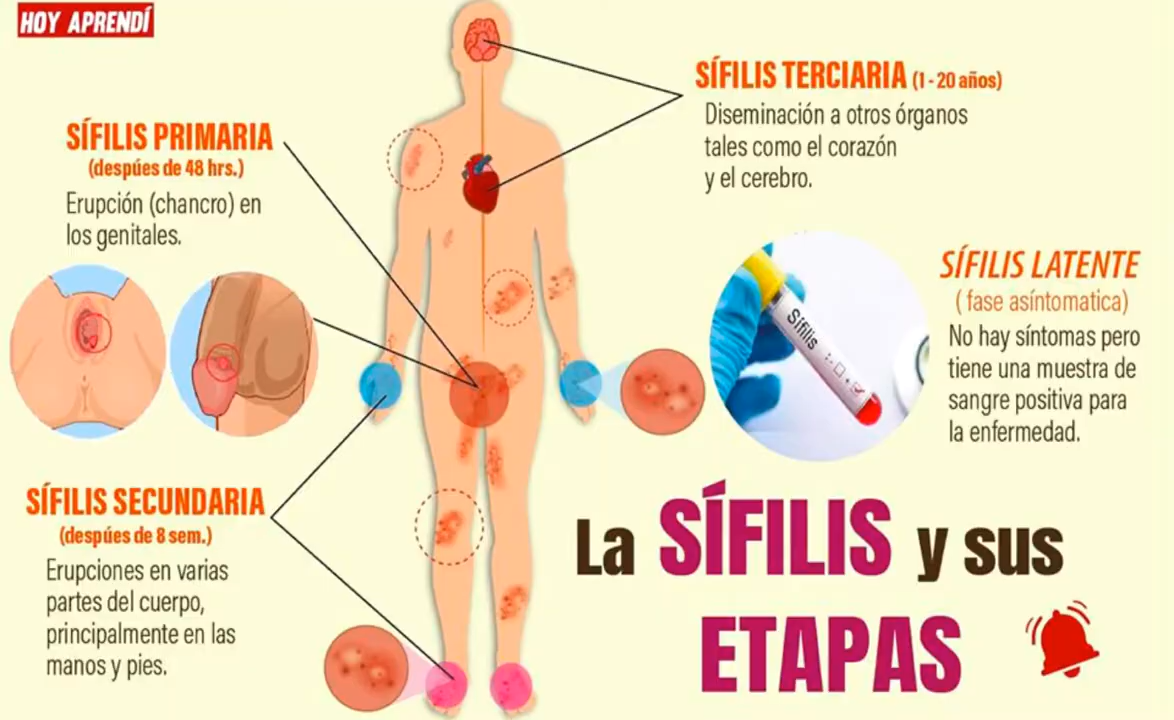 HOY APRENDÍ
SÍFILIS PRIMARIA
(despúes de 48 hrs.)
Erupción (chancro) en
los genitales.
SÍFILIS SECUNDARIA
(despúes de 8 sem.)
Erupciones en varias
partes del cuerpo,
principalmente en las
manos y pies.
SÍFILIS TERCIARIA (1 - 20 años)
Diseminación a otros órganos
tales como el corazón
y el cerebro.
Sífilis
- +
SÍFILIS LATENTE
( fase asíntomatica)
No hay síntomas pero
tiene una muestra de
sangre positiva para
la enfermedad.
La SÍFILIS y sus
ETAPAS